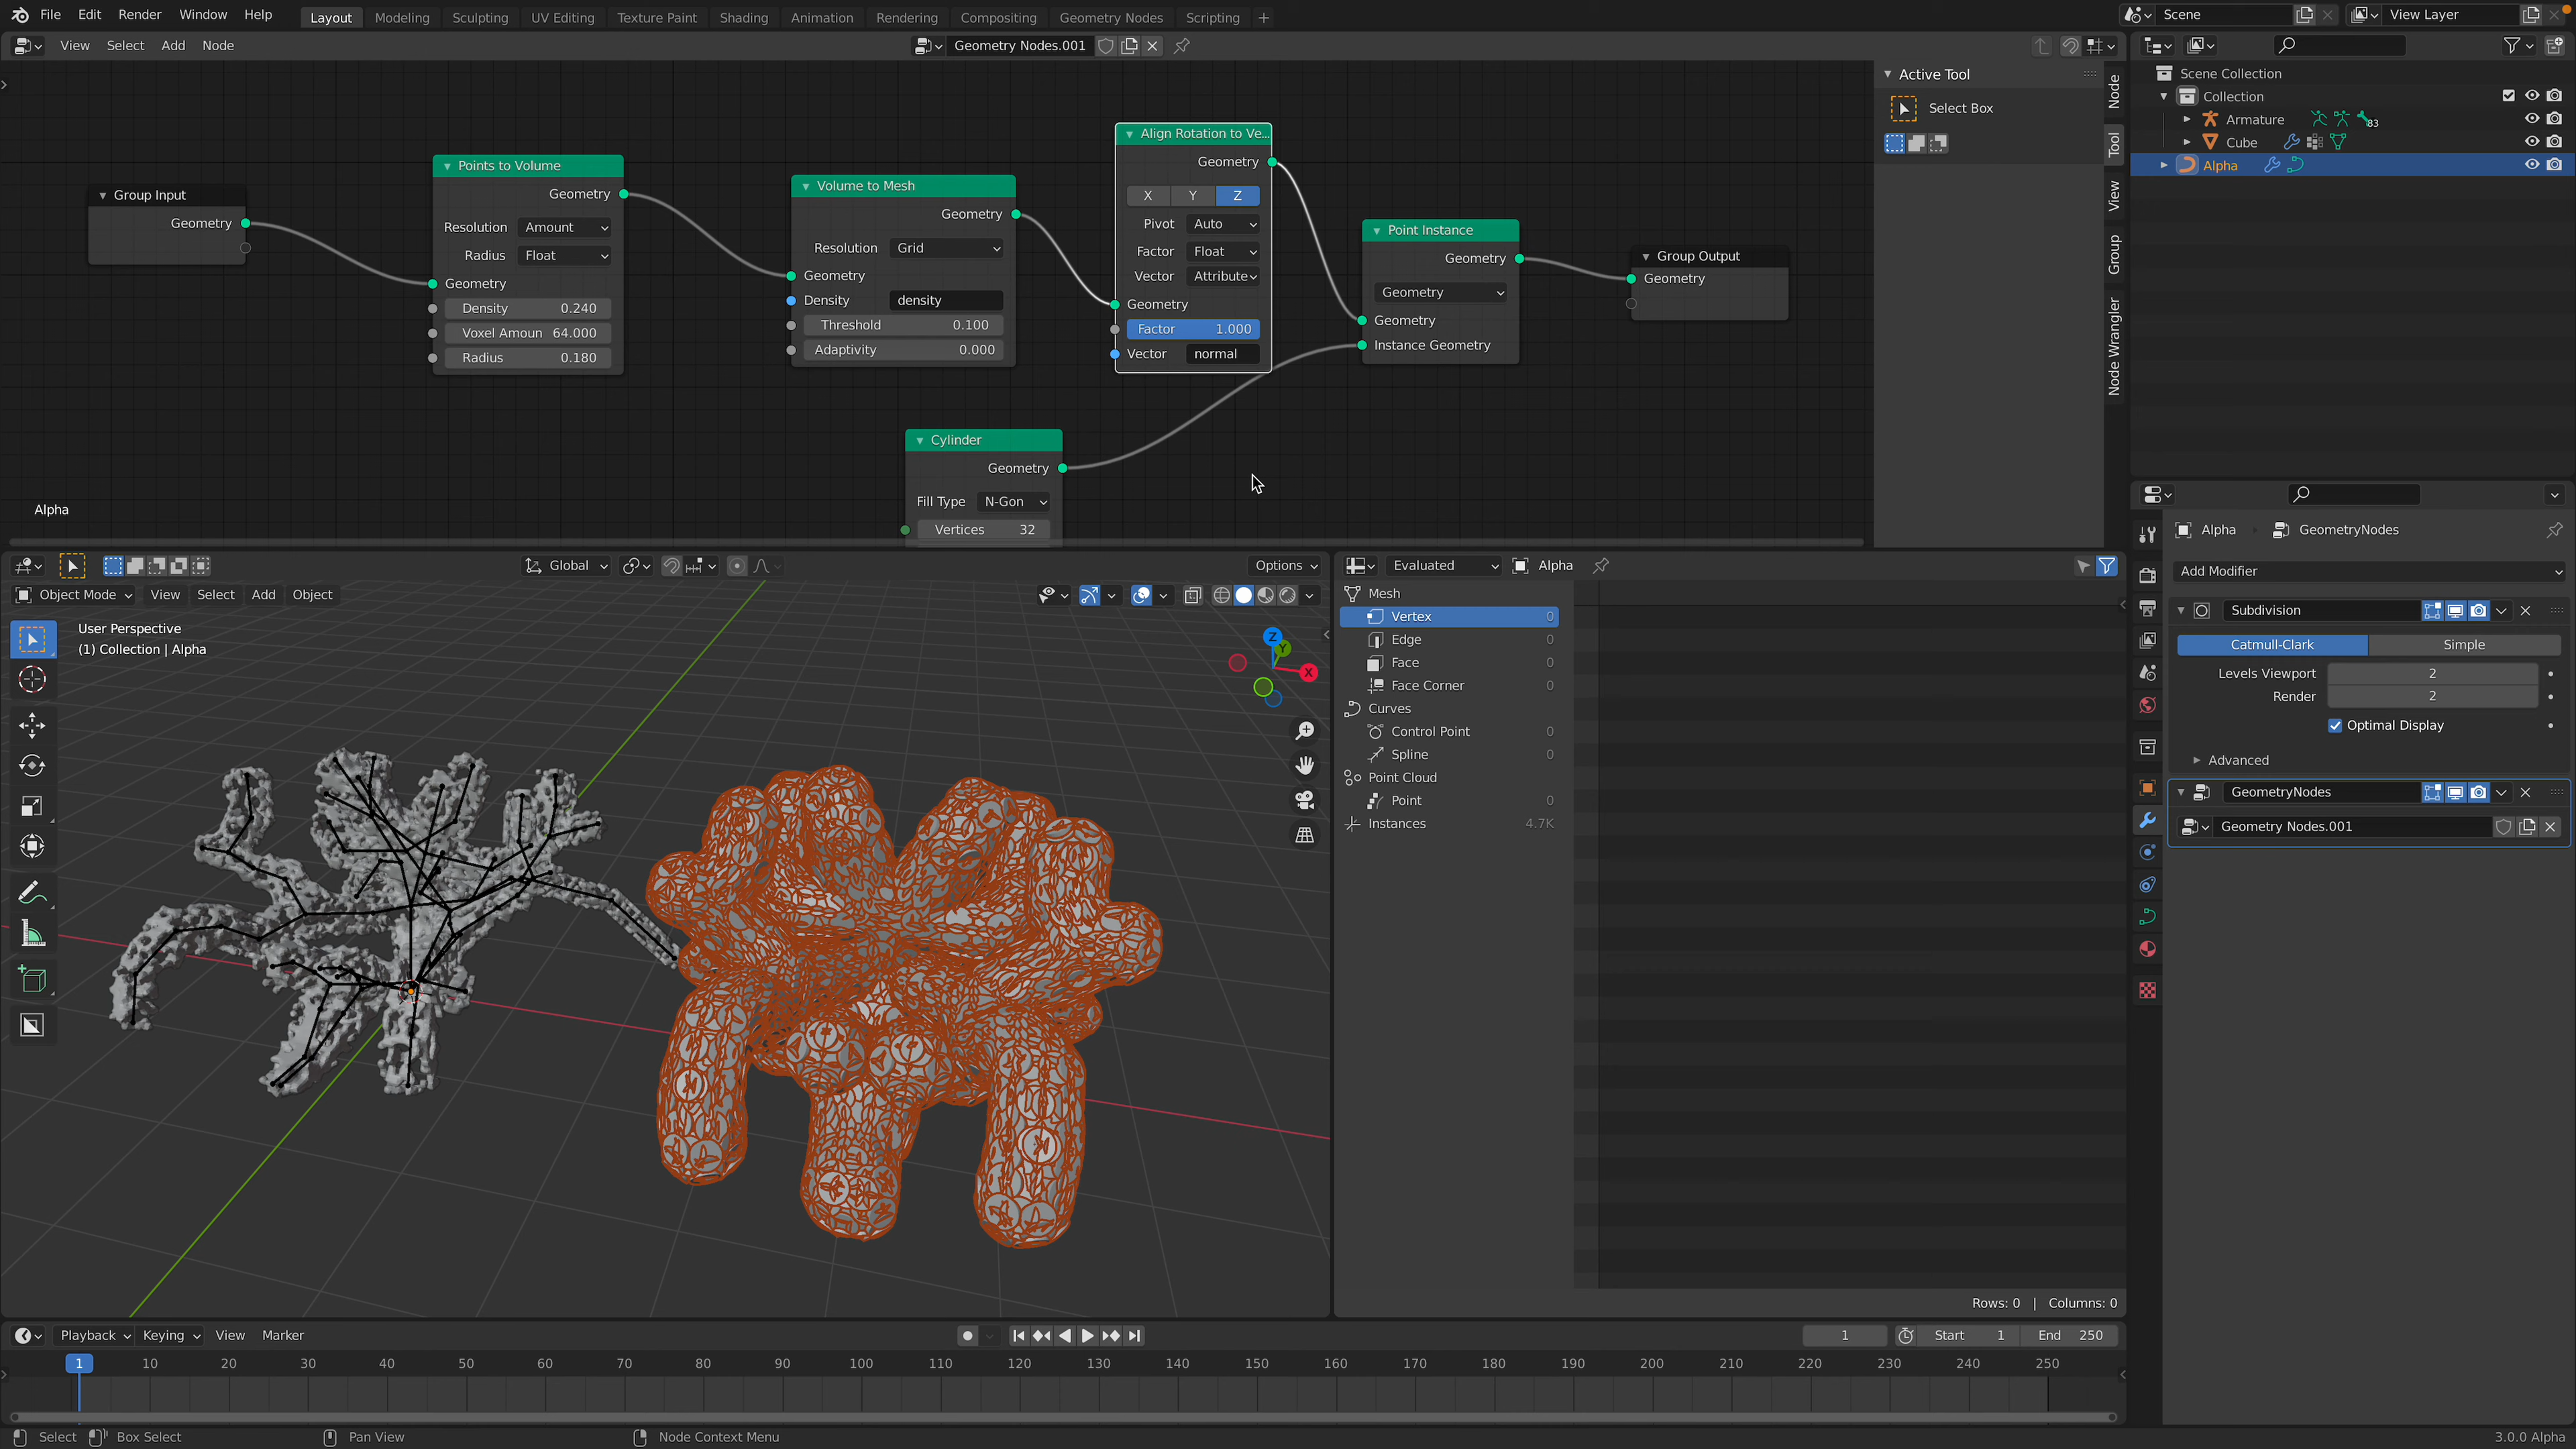 File Edit Render Window Help Layout Modeling Sculpting UV Editing Texture Paint Shading Animation Rendering Compositing Geometry Nodes Scripting + Scene View Layer
View Select Add Node Geometry Nodes.001
Active Tool
Select Box
Node
Tool
View
Group
Node Wrangler
Group Input
Geometry
Points to Volume
Geometry
Resolution Amount
Radius Float
Geometry
Density 0.240
Voxel Amoun 64.000
Radius 0.180
Volume to Mesh
Geometry
Resolution Grid
Geometry
Density density
Threshold 0.100
Adaptivity 0.000
Align Rotation to Ve...
Geometry
X Y Z
Pivot Auto
Factor Float
Vector Attribute
Geometry
Factor 1.000
Vector normal
Point Instance
Geometry
Geometry
Geometry
Instance Geometry
Group Output
Geometry
Cylinder
Geometry
Fill Type N-Gon
Vertices 32
Alpha
Scene Collection
Collection
Armature 83
Cube
Alpha
Global Options
Object Mode View Select Add Object
User Perspective
(1) Collection | Alpha
Z
Y
X
Evaluated Alpha
Mesh
Vertex 0
Edge 0
Face 0
Face Corner 0
Curves
Control Point 0
Spline 0
Point Cloud
Point 0
Instances 4.7K
Rows: 0 | Columns: 0
Alpha GeometryNodes
Add Modifier
Subdivision
Catmull-Clark Simple
Levels Viewport 2
Render 2
Optimal Display
Advanced
GeometryNodes
Geometry Nodes.001
Playback Keying View Marker 1 Start 1 End 250
1 10 20 30 40 50 60 70 80 90 100 110 120 130 140 150 160 170 180 190 200 210 220 230 240 250
Select Box Select Pan View Node Context Menu 3.0.0 Alpha